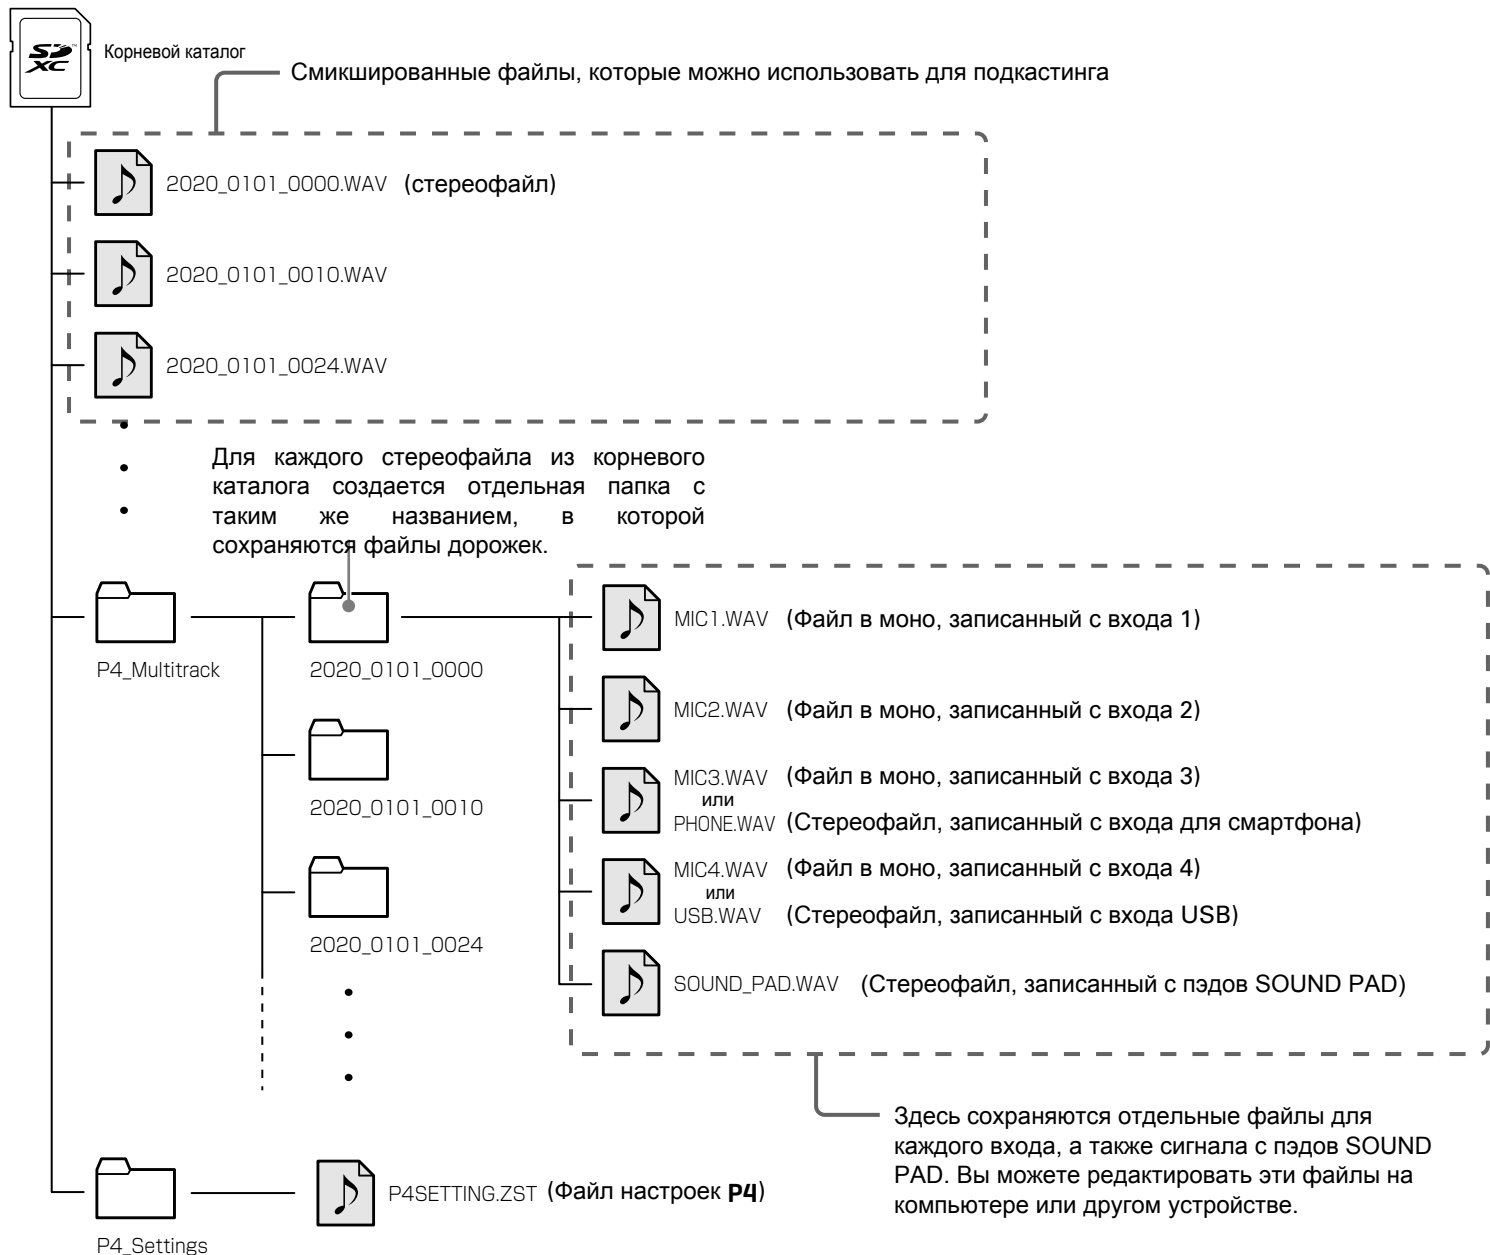 SD XC
Корневой каталог
Смикшированные файлы, которые можно использовать для подкастинга
2020_0101_0000.WAV (стереофайл)
2020_0101_0010.WAV
2020_0101_0024.WAV
Для каждого стереофайла из корневого
каталога создается отдельная папка с
таким же названием, в которой
сохраняются файлы дорожек.
P4_Multitrack
2020_0101_0000
2020_0101_0010
2020_0101_0024
MIC1.WAV (Файл в моно, записанный с входа 1)
MIC2.WAV (Файл в моно, записанный с входа 2)
MIC3.WAV (Файл в моно, записанный с входа 3)
или
PHONE.WAV (Стереофайл, записанный с входа для смартфона)
MIC4.WAV (Файл в моно, записанный с входа 4)
или
USB.WAV (Стереофайл, записанный с входа USB)
SOUND_PAD.WAV (Стереофайл, записанный с пэдов SOUND PAD)
Здесь сохраняются отдельные файлы для
каждого входа, а также сигнала с пэдов SOUND
PAD. Вы можете редактировать эти файлы на
компьютере или другом устройстве.
P4SETTING.ZST (Файл настроек P4)
P4_Settings